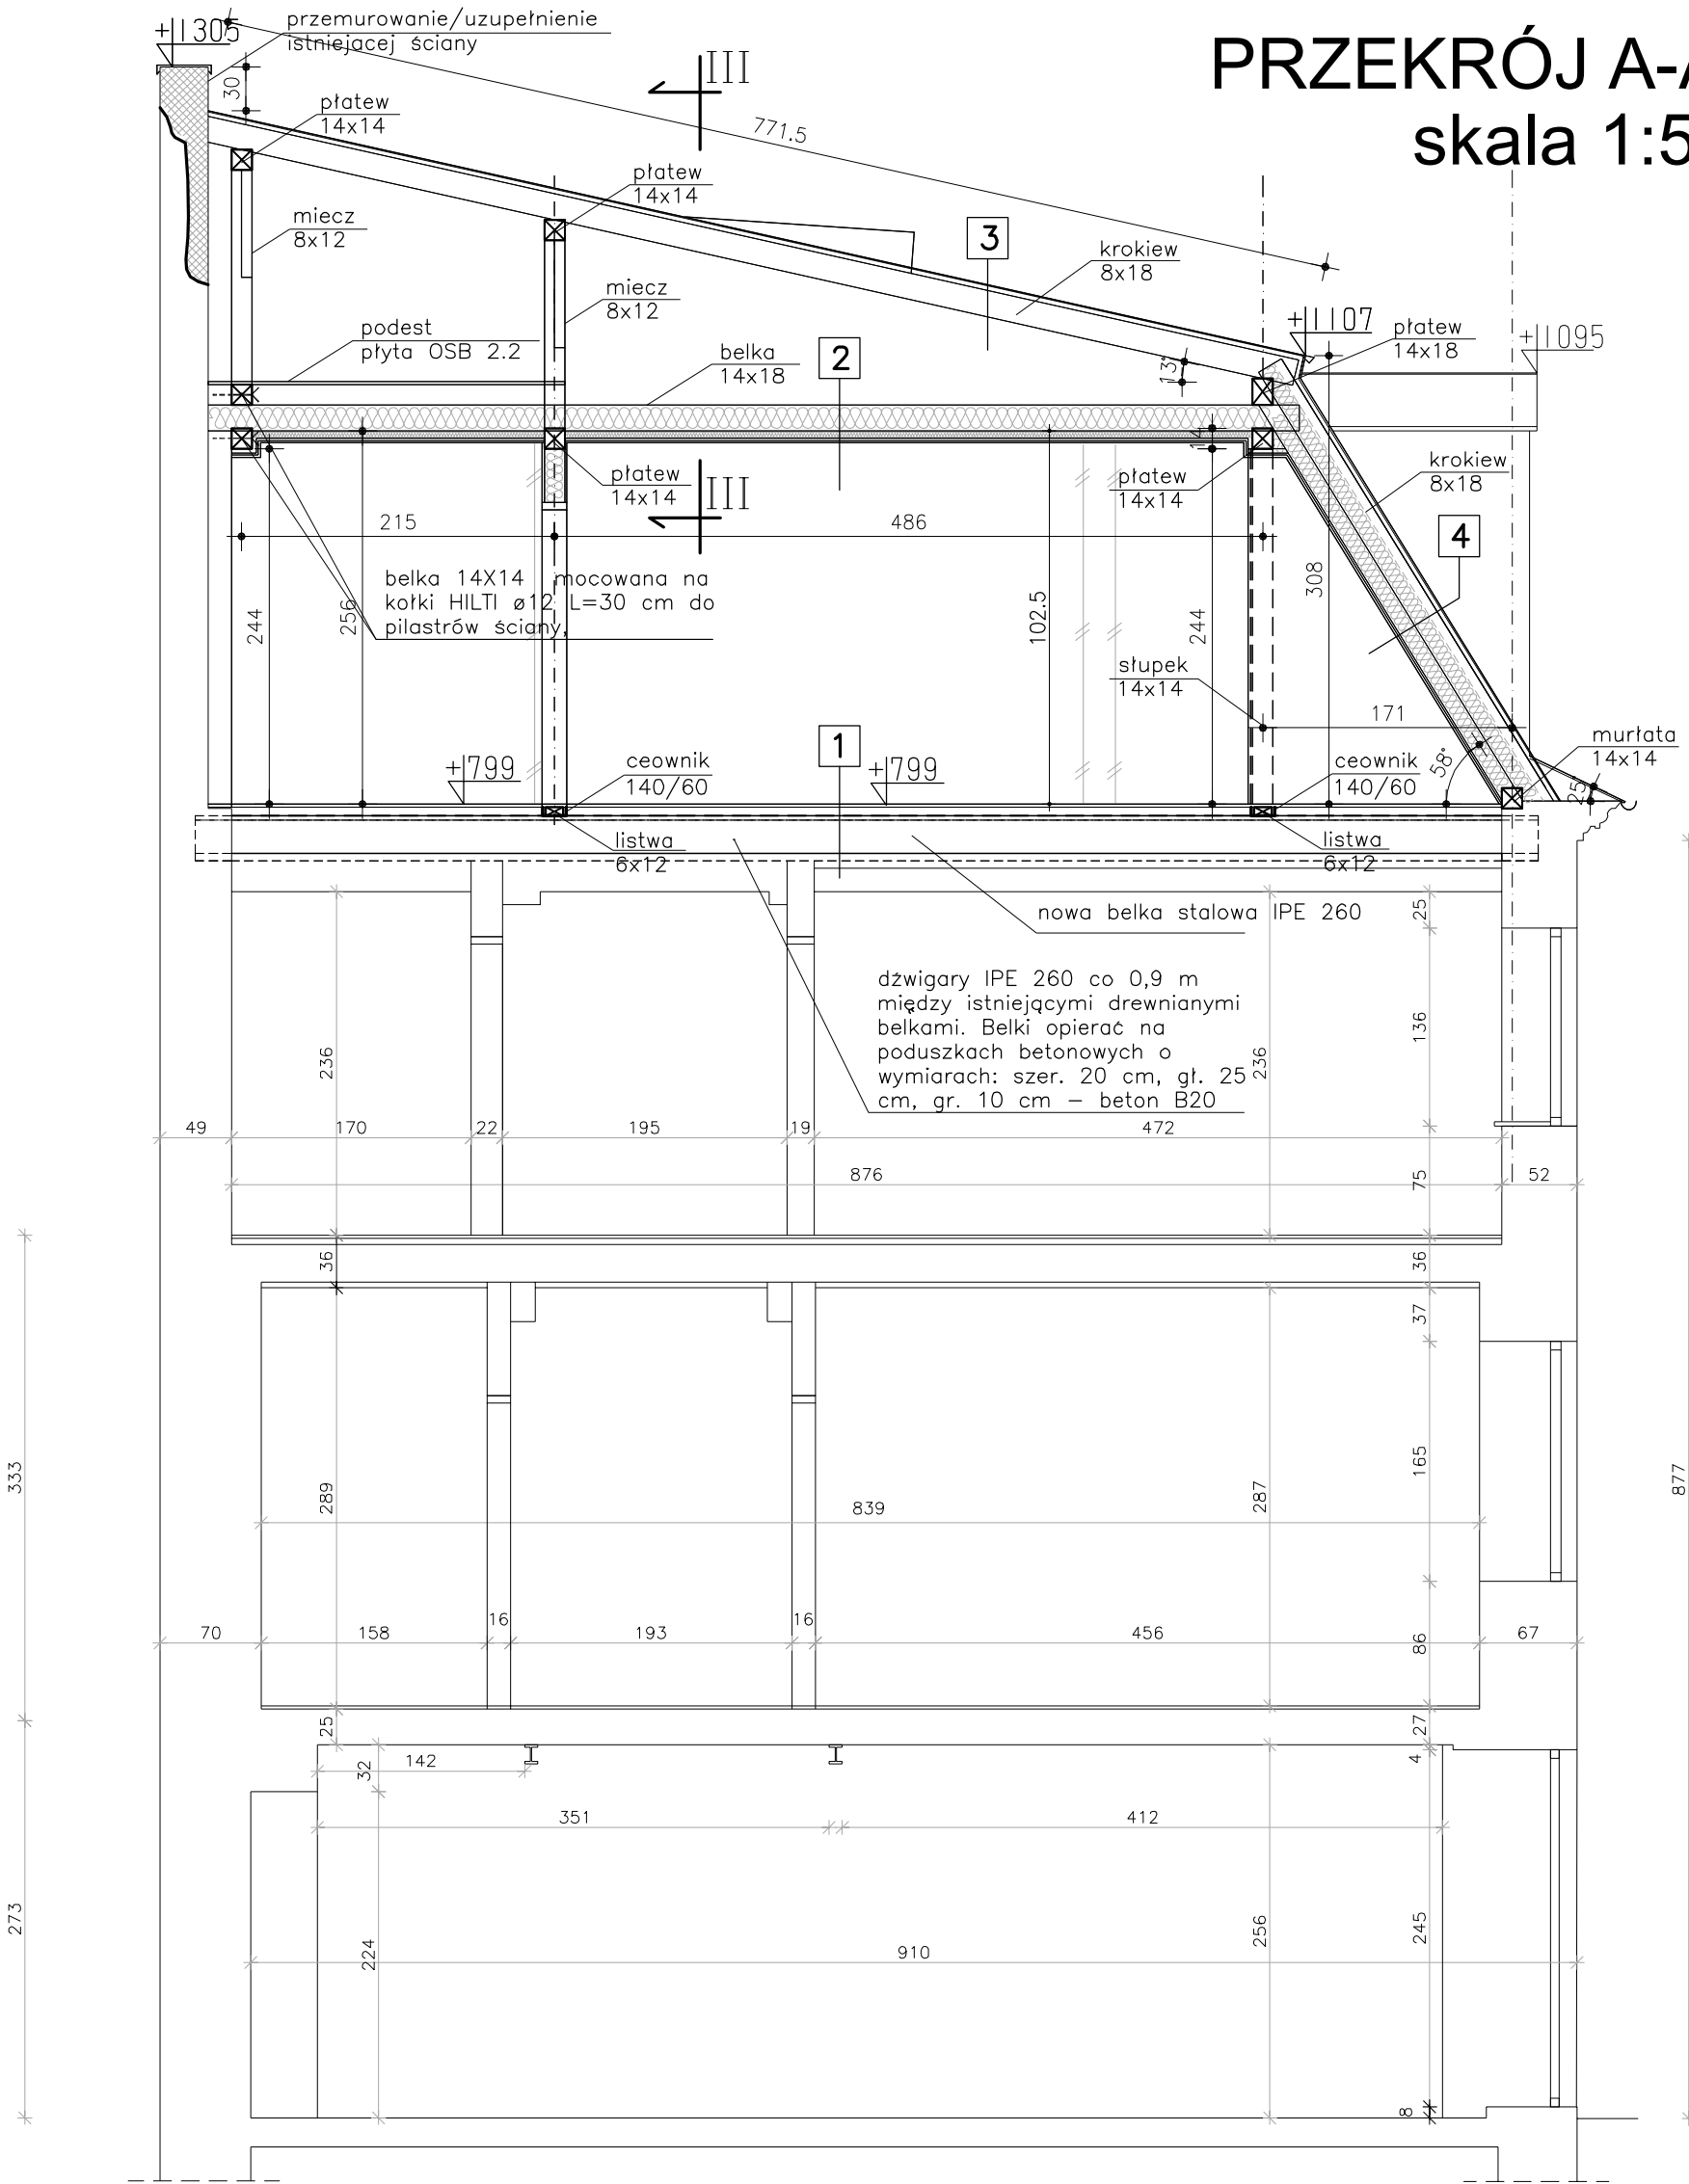 PRZEKRÓJ A-A
skala 1:5
+1305
przemurowanie/uzupełnienie
istniejacej ściany
30
III
771.5
płatew
14x14
płatew
14x14
miecz
8x12
3
krokiew
8x18
miecz
8x12
+1107
płatew
14x18
+1095
podest
płyta OSB 2.2
belka
14x18
2
13°
14
płatew
14x14
III
płatew
14x14
krokiew
8x18
215
486
4
belka 14X14 mocowana na
kołki HILTI ø12 L=30 cm do
pilastrów ściany,
244
256
102.5
244
308
słupek
14x14
171
1
+799
ceownik
140/60
+799
ceownik
140/60
58°
murłata
14x14
25°
listwa
6x12
listwa
6x12
nowa belka stalowa IPE 260
25
dźwigary IPE 260 co 0,9 m
między istniejącymi drewnianymi
belkami. Belki opierać na
poduszkach betonowych o
wymiarach: szer. 20 cm, gł. 25
cm, gr. 10 cm – beton B20
236
236
136
49
170
22
195
19
472
876
75
52
36
36
37
333
289
839
287
165
877
70
158
16
193
16
456
86
67
25
27
32
142
4
351
412
273
224
910
256
245
8